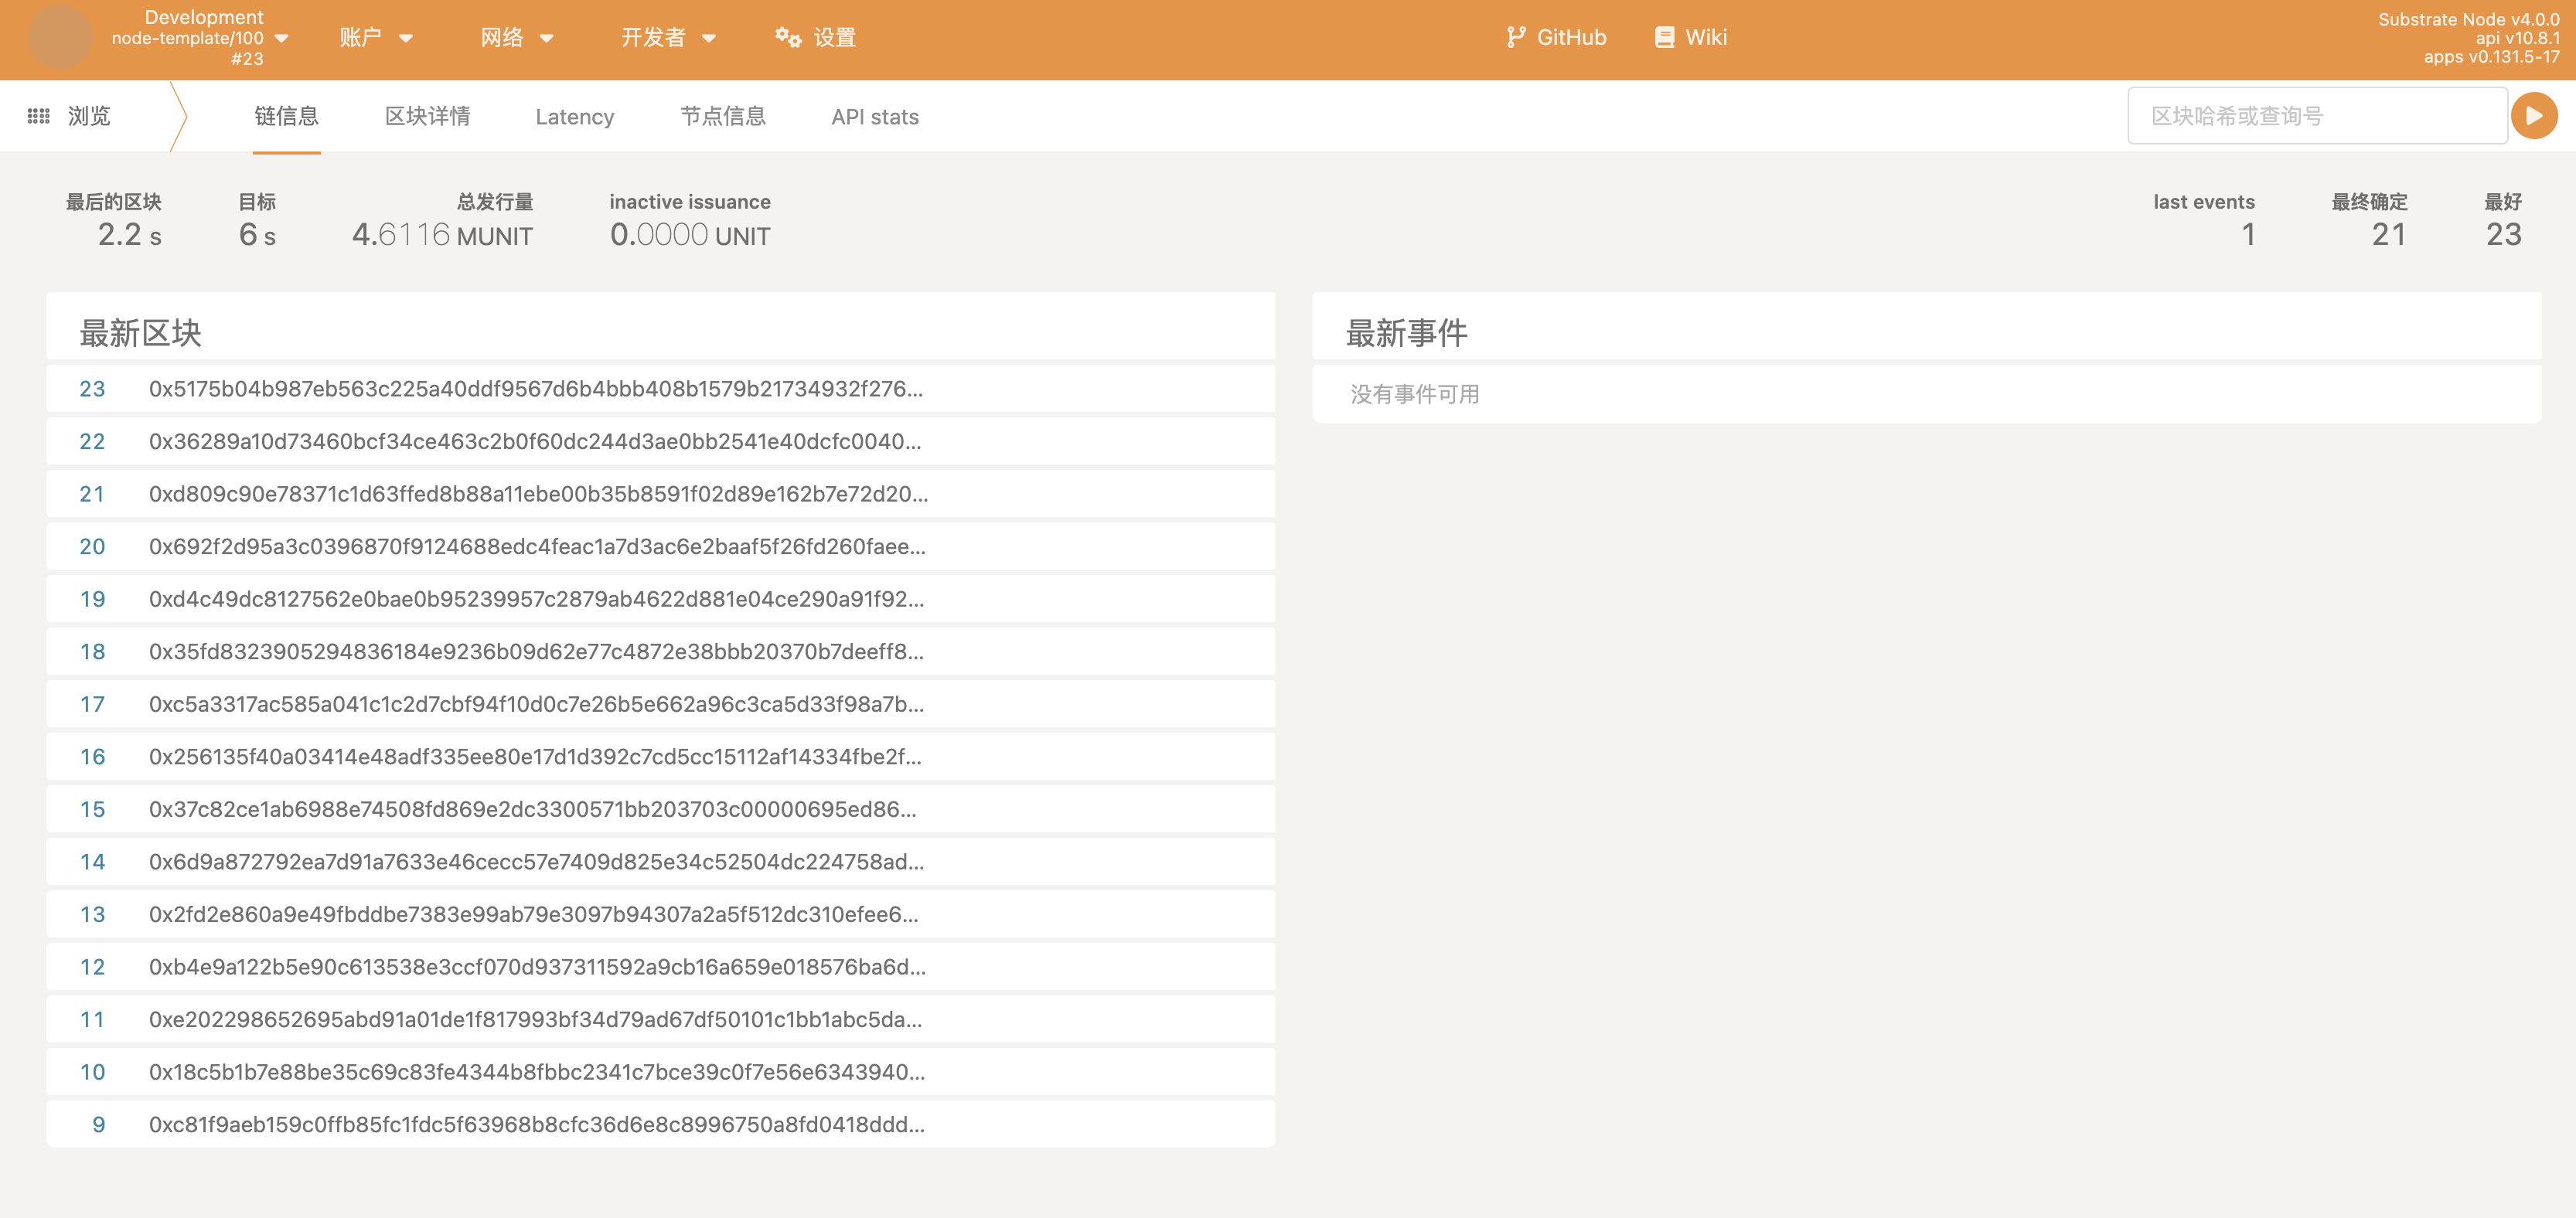 Development
node-template/100
#23
账户
网络
开发者
设置
GitHub
Wiki
Substrate Node v4.0.0
api v10.8.1
apps v0.131.5-17
浏览
链信息
区块详情
Latency
节点信息
API stats
区块哈希或查询号
最后的区块
2.2 s
目标
6 s
总发行量
4.6116 MUNIT
inactive issuance
0.0000 UNIT
last events
1
最终确定
21
最好
23
最新区块
23 0x5175b04b987eb563c225a40ddf9567d6b4bbb408b1579b21734932f276...
22 0x36289a10d73460bcf34ce463c2b0f60dc244d3ae0bb2541e40dcfc0040...
21 0xd809c90e78371c1d63ffed8b88a11ebe00b35b8591f02d89e162b7e72d20...
20 0x692f2d95a3c0396870f9124688edc4feac1a7d3ac6e2baaf5f26fd260faee...
19 0xd4c49dc8127562e0bae0b95239957c2879ab4622d881e04ce290a91f92...
18 0x35fd8323905294836184e9236b09d62e77c4872e38bbb20370b7deeff8...
17 0xc5a3317ac585a041c1c2d7cbf94f10d0c7e26b5e662a96c3ca5d33f98a7b...
16 0x256135f40a03414e48adf335ee80e17d1d392c7cd5cc15112af14334fbe2f...
15 0x37c82ce1ab6988e74508fd869e2dc3300571bb203703c00000695ed86...
14 0x6d9a872792ea7d91a7633e46cecc57e7409d825e34c52504dc224758ad...
13 0x2fd2e860a9e49fbddbe7383e99ab79e3097b94307a2a5f512dc310efee6...
12 0xb4e9a122b5e90c613538e3ccf070d937311592a9cb16a659e018576ba6d...
11 0xe202298652695abd91a01de1f817993bf34d79ad67df50101c1bb1abc5da...
10 0x18c5b1b7e88be35c69c83fe4344b8fbbc2341c7bce39c0f7e56e6343940...
9 0xc81f9aeb159c0ffb85fc1fdc5f63968b8cfc36d6e8c8996750a8fd0418ddd...
最新事件
没有事件可用